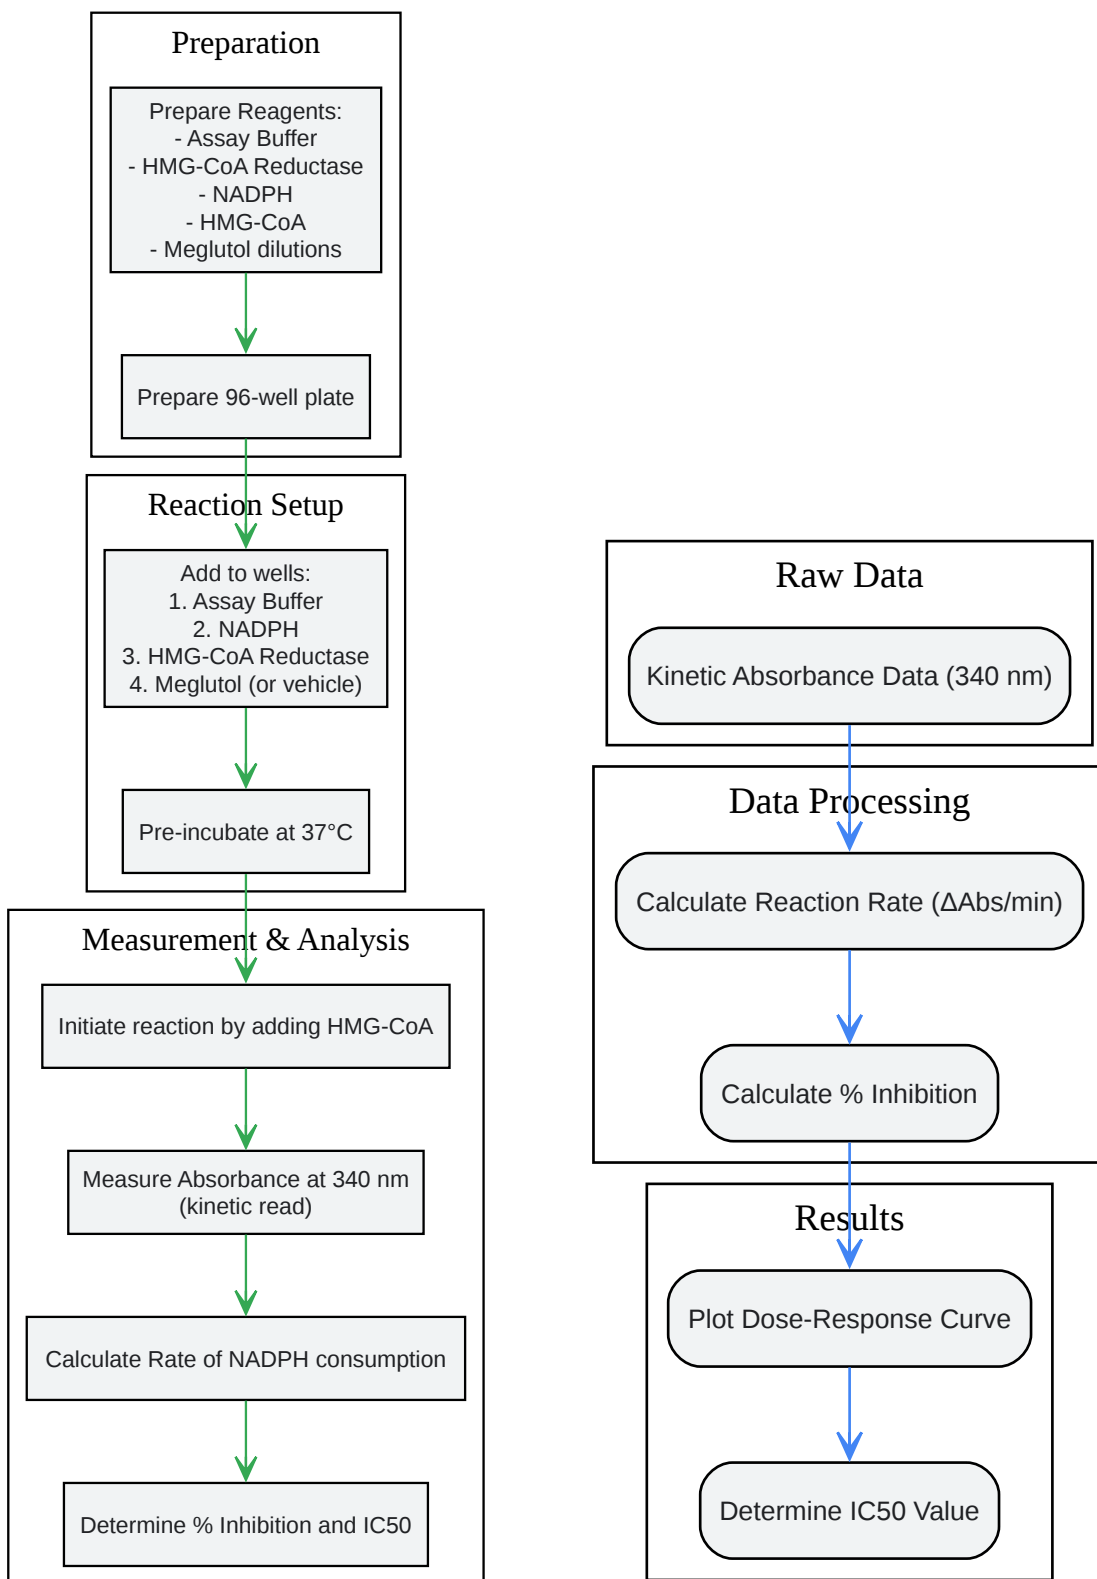 Preparation
Prepare Reagents:
- Assay Buffer
- HMG-CoA Reductase
- NADPH
- HMG-CoA
- Meglutol dilutions
Prepare 96-well plate
Reaction Setup
Add to wells:
1. Assay Buffer
2. NADPH
3. HMG-CoA Reductase
4. Meglutol (or vehicle)
Pre-incubate at 37°C
Measurement & Analysis
Initiate reaction by adding HMG-CoA
Measure Absorbance at 340 nm
(kinetic read)
Calculate Rate of NADPH consumption
Determine % Inhibition and IC50
Raw Data
Kinetic Absorbance Data (340 nm)
Data Processing
Calculate Reaction Rate (ΔAbs/min)
Calculate % Inhibition
Results
Plot Dose-Response Curve
Determine IC50 Value